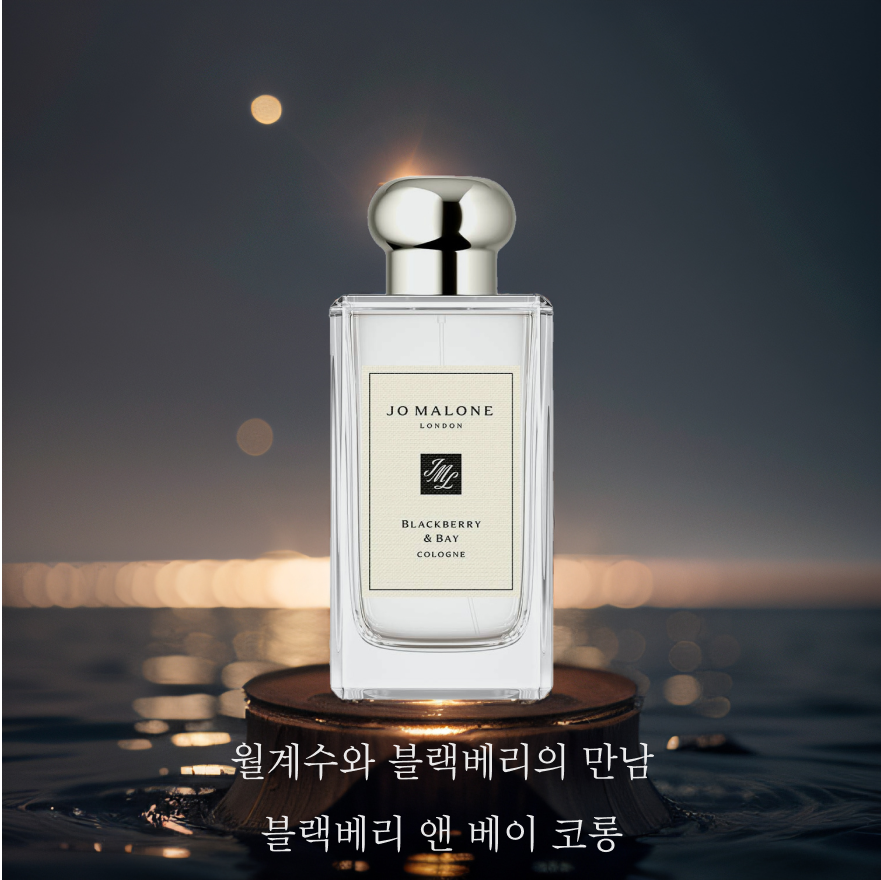 JO MALONE
LONDON
JML
BLACKBERRY
& BAY
COLOGNE
월계수와 블랙베리의 만남
블랙베리 앤 베이 코롱